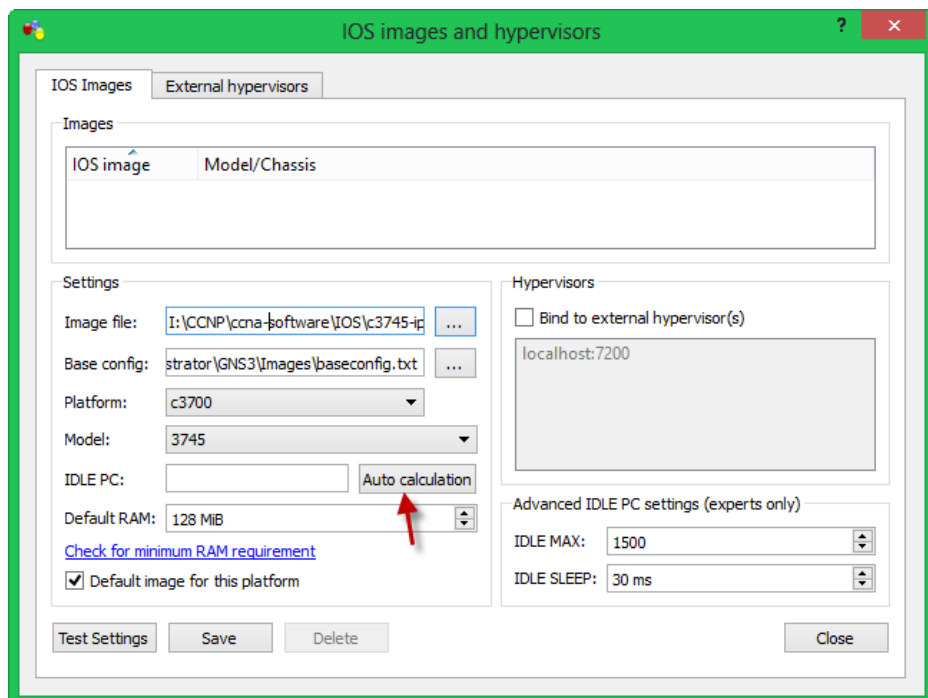 IOS images and hypervisors
?
IOS Images
External hypervisors
Images
IOS image
Model/Chassis
Settings
Image file:
I:\CCNP\ccna-software\IOS\c3745-ip
...
Base config:
strator\GNS3\Images\baseconfig.txt
...
Platform:
c3700
Model:
3745
IDLE PC:
Auto calculation
Default RAM:
128 MiB
Check for minimum RAM requirement
Default image for this platform
Hypervisors
Bind to external hypervisor(s)
localhost:7200
Advanced IDLE PC settings (experts only)
IDLE MAX:
1500
IDLE SLEEP:
30 ms
Test Settings
Save
Delete
Close